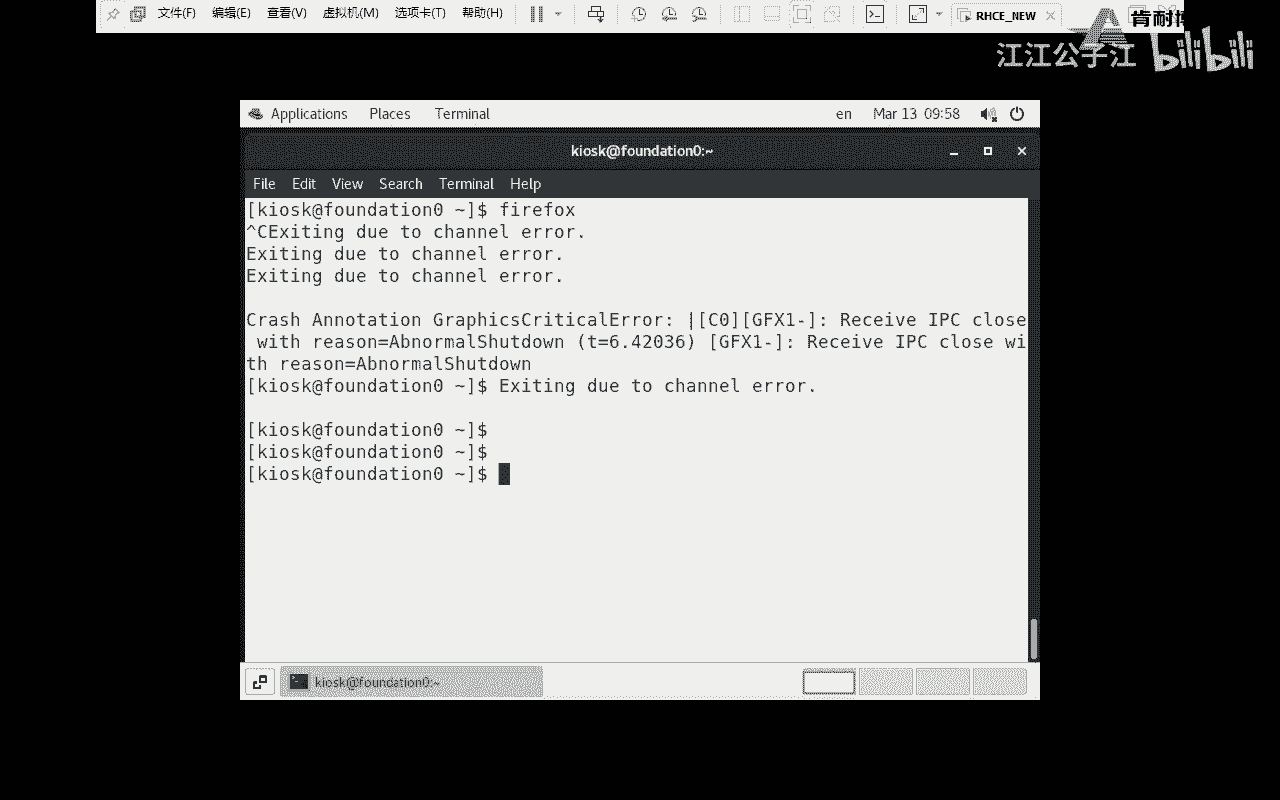 文件(F) 编辑(E) 查看(V) 虚拟机(M) 选项卡(T) 帮助(H) RHCE_NEW
江江公子江 bilibili
Applications Places Terminal en Mar 13 09:58
kiosk@foundation0:~
File Edit View Search Terminal Help
[kiosk@foundation0 ~]$ firefox
^CExiting due to channel error.
Exiting due to channel error.
Exiting due to channel error.
Crash Annotation GraphicsCriticalError: |[C0][GFX1-]: Receive IPC close
with reason=AbnormalShutdown (t=6.42036) [GFX1-]: Receive IPC close wi
th reason=AbnormalShutdown
[kiosk@foundation0 ~]$ Exiting due to channel error.
[kiosk@foundation0 ~]$
[kiosk@foundation0 ~]$
[kiosk@foundation0 ~]$
kiosk@foundation0:~